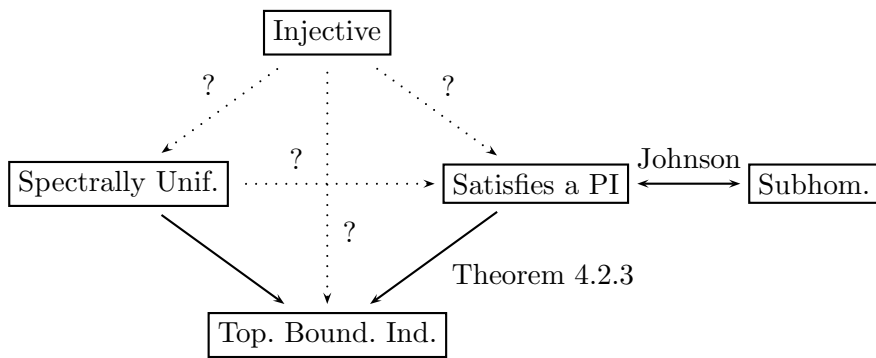 Injective
?
?
Johnson
?
Spectrally Unif.
Satisfies a PI
Subhom.
?
Theorem 4.2.3
Top. Bound. Ind.